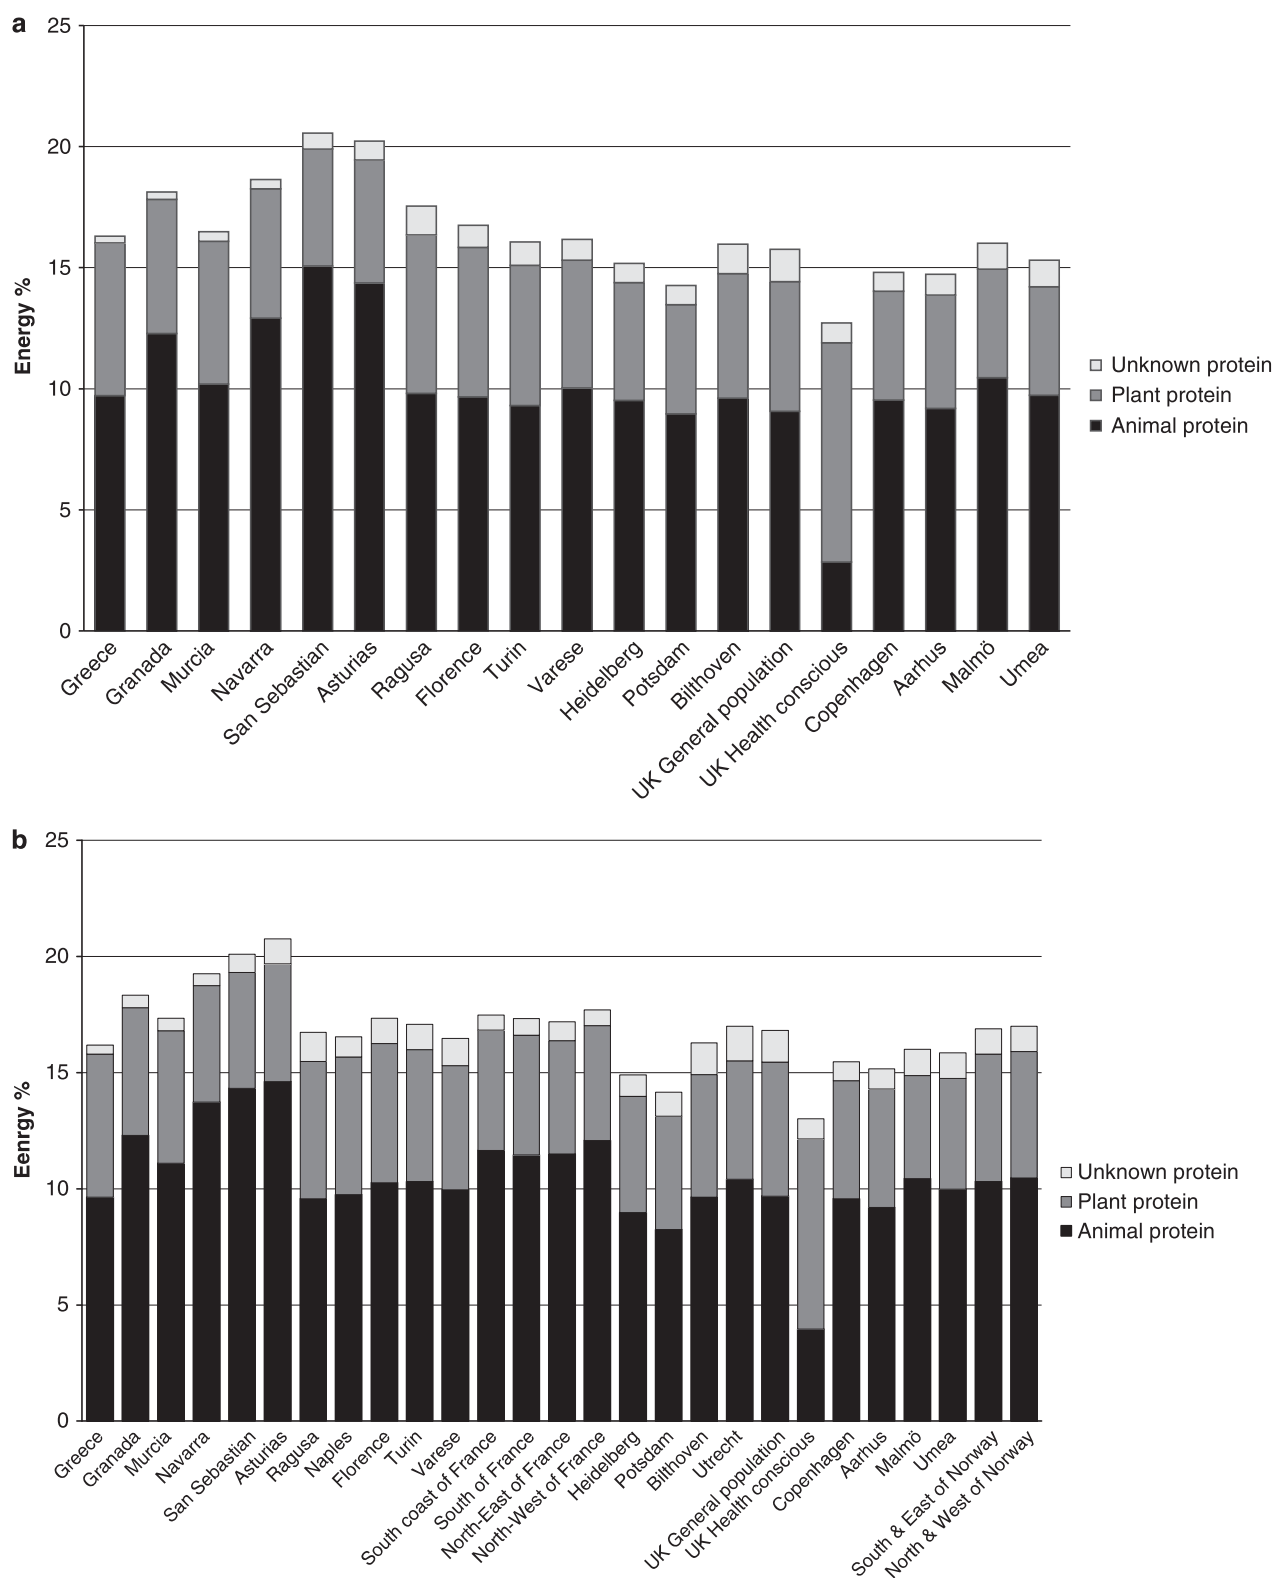 a
25
20
15
10
5
0
Energy %
Unknown protein
Plant protein
Animal protein
Greece
Granada
Murcia
Navarra
San Sebastian
Asturias
Ragusa
Florence
Turin
Varese
Heidelberg
Potsdam
Bilthoven
UK General population
UK Health conscious
Copenhagen
Aarhus
Malmö
Umea
b
25
20
15
10
5
0
Eenrgy %
Unknown protein
Plant protein
Animal protein
Greece
Granada
Murcia
Navarra
San Sebastian
Asturias
Ragusa
Naples
Florence
Turin
Varese
South coast of France
South of France
North-East of France
North-West of France
Heidelberg
Potsdam
Bilthoven
Utrecht
UK General population
UK Health conscious
Copenhagen
Aarhus
Malmö
Umea
South & East of Norway
North & West of Norway